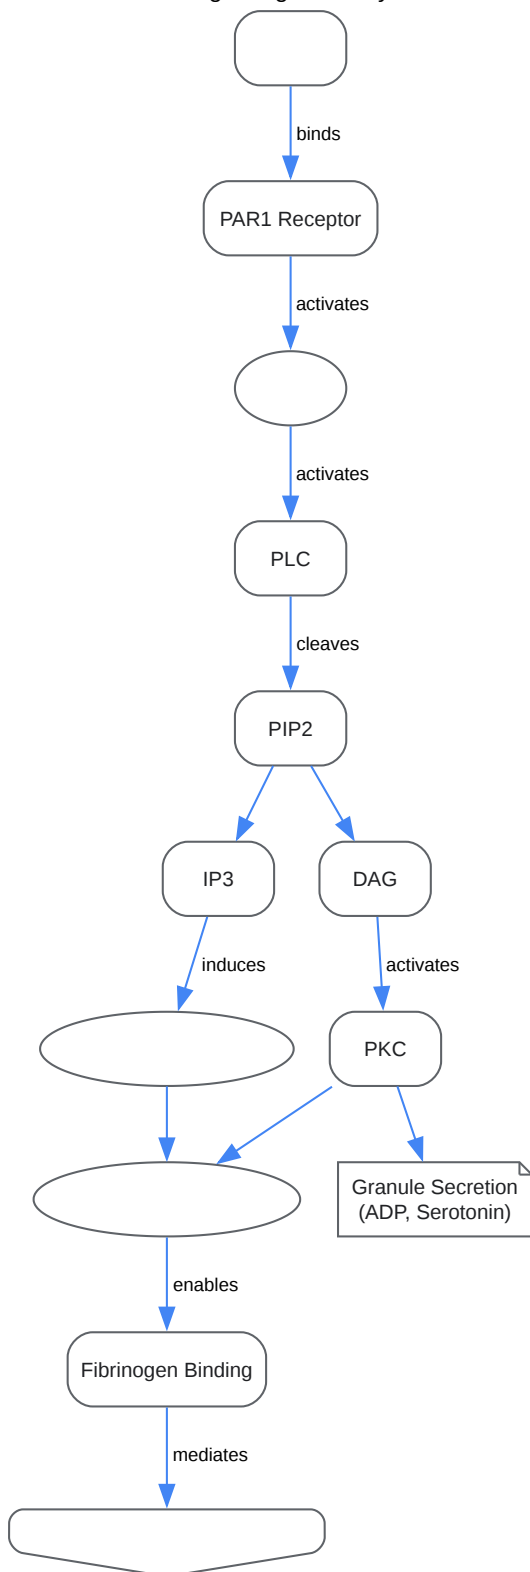 binds
PAR1 Receptor
activates
activates
PLC
cleaves
PIP2
IP3
DAG
induces
activates
PKC
Granule Secretion
(ADP, Serotonin)
enables
Fibrinogen Binding
mediates